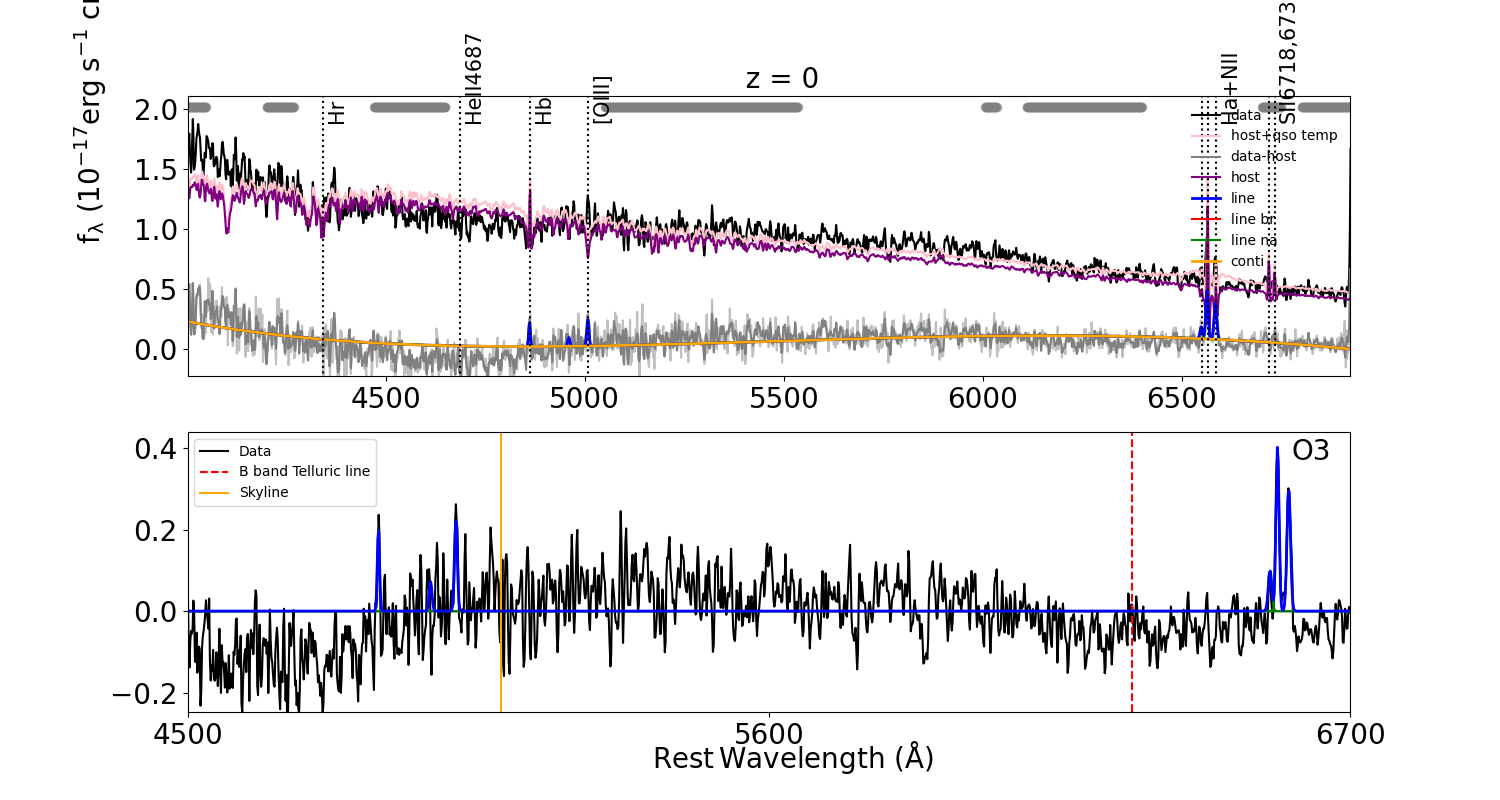 z = 0
f_λ (10^{-17} erg s^{-1} c
Hr
HeII4687
Hb
[OIII]
Ha+NII
SII6718,673
2.0
1.5
1.0
0.5
0.0
data
host+qso temp
data-host
host
line
line br
line na
conti
4500
5000
5500
6000
6500
0.4
0.2
0.0
−0.2
Data
B band Telluric line
Skyline
O3
4500
5600
6700
Rest Wavelength (Å)